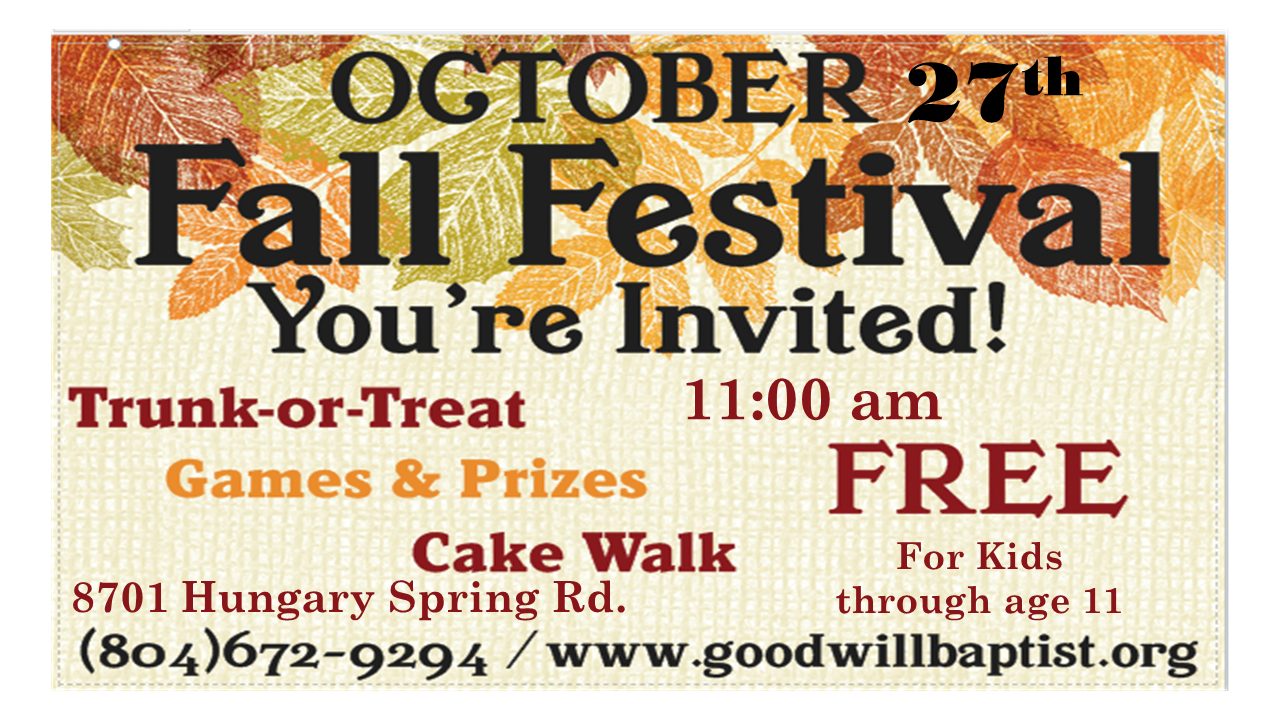 OCTOBER 27th
Fall Festival
You're Invited!
Trunk-or-Treat
11:00 am
Games & Prizes
FREE
Cake Walk
For Kids
through age 11
8701 Hungary Spring Rd.
(804)672-9294 / www.goodwillbaptist.org